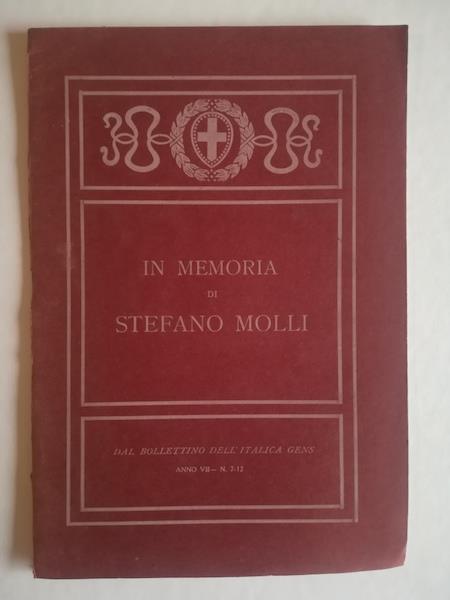 IN MEMORIA
DI
STEFANO MOLLI
DAL BOLLETTINO DELL'ITALICA GENS
ANNO VII — N. 7-12